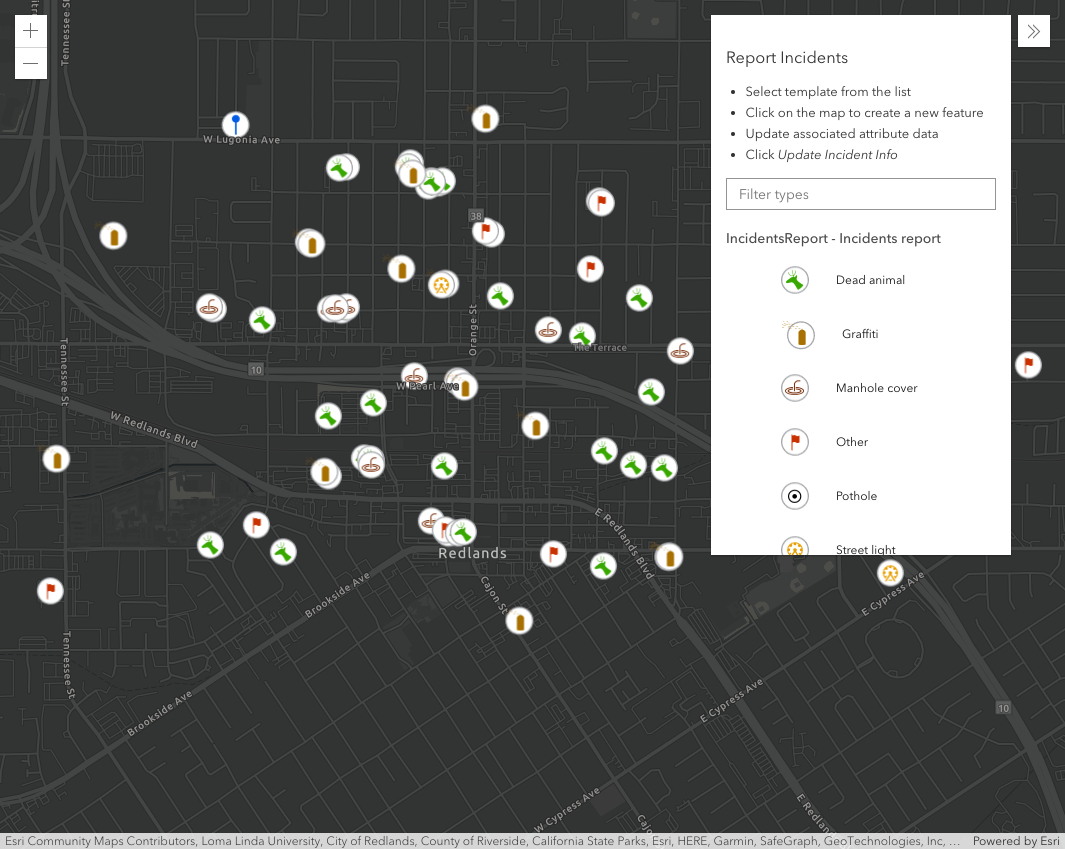 Tennessee St
W Lugonia Ave
38
Orange St
The Terrace
10
Tennessee St
W Pearl Ave
W Redlands Blvd
E Redlands Blvd
Redlands
Cajon St
Brookside Ave
E Cypress Ave
Tennessee St
Brookside Ave
E Cypress Ave
10
W Cypress Ave
Report Incidents
Select template from the list
Click on the map to create a new feature
Update associated attribute data
Click Update Incident Info
Filter types
IncidentsReport - Incidents report
Dead animal
Graffiti
Manhole cover
Other
Pothole
Street light
Esri Community Maps Contributors, Loma Linda University, City of Redlands, County of Riverside, California State Parks, Esri, HERE, Garmin, SafeGraph, GeoTechnologies, Inc, … Powered by Esri